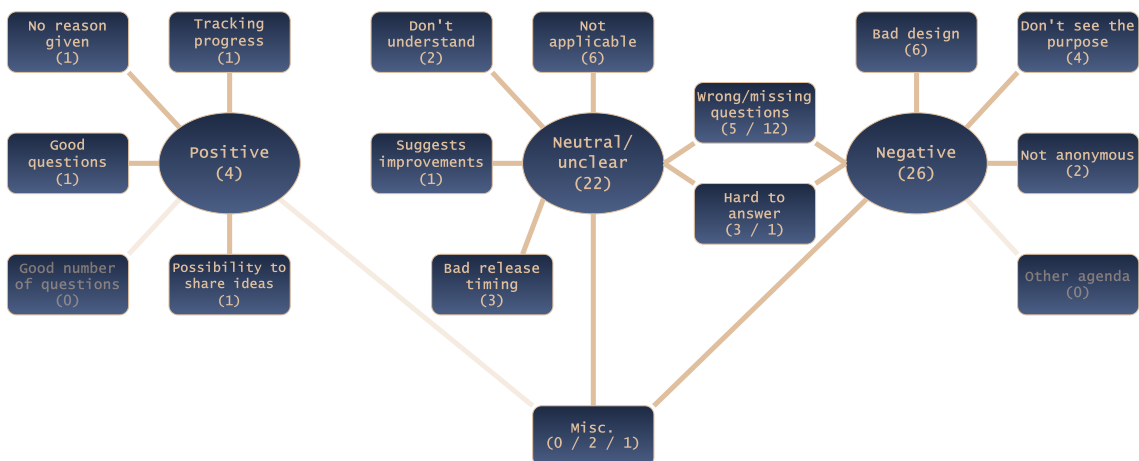 No reason
given
(1)
Tracking
progress
(1)
Don't
understand
(2)
Not
applicable
(6)
Bad design
(6)
Don't see the
purpose
(4)
Wrong/missing
questions
(5 / 12)
Good
questions
(1)
Positive
(4)
Suggests
improvements
(1)
Neutral/
unclear
(22)
Negative
(26)
Not anonymous
(2)
Hard to
answer
(3 / 1)
Good number
of questions
(0)
Possibility to
share ideas
(1)
Bad release
timing
(3)
Other agenda
(0)
Misc.
(0 / 2 / 1)